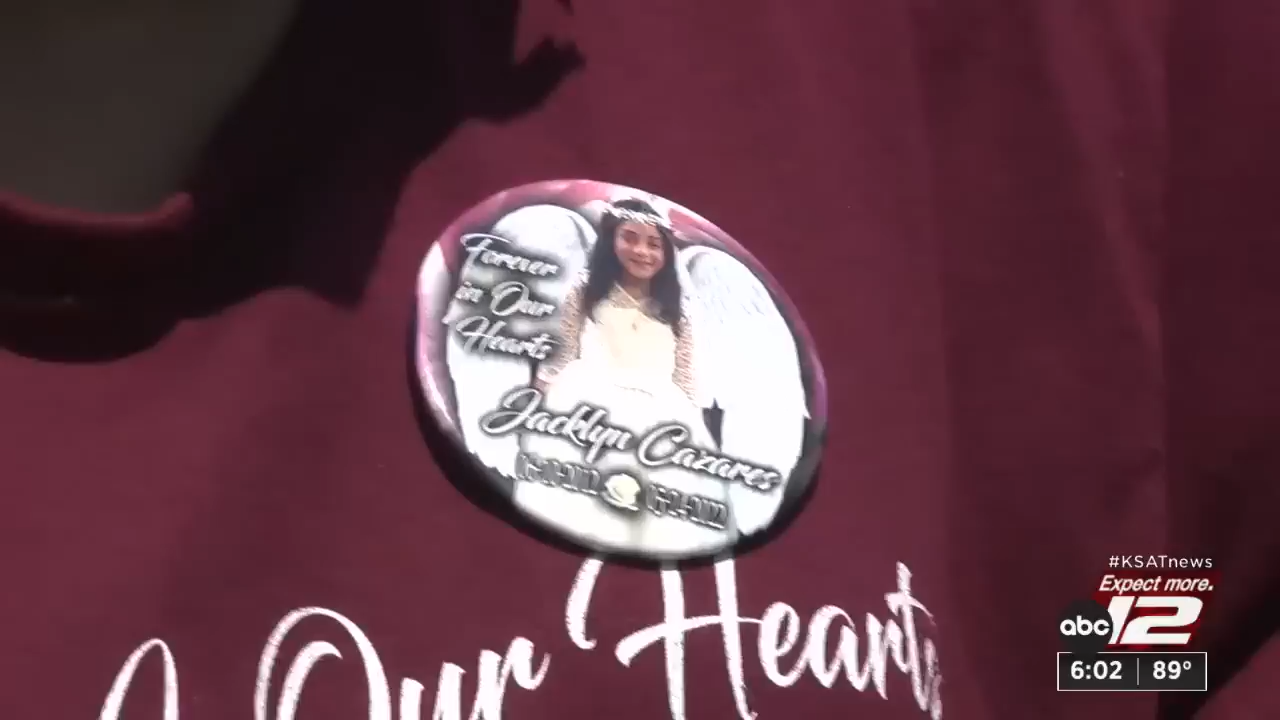 Forever
in Our
Hearts
Jacklyn Cazares
Our Hearts
#KSATnews
Expect more.
abc 12
6:02 89°